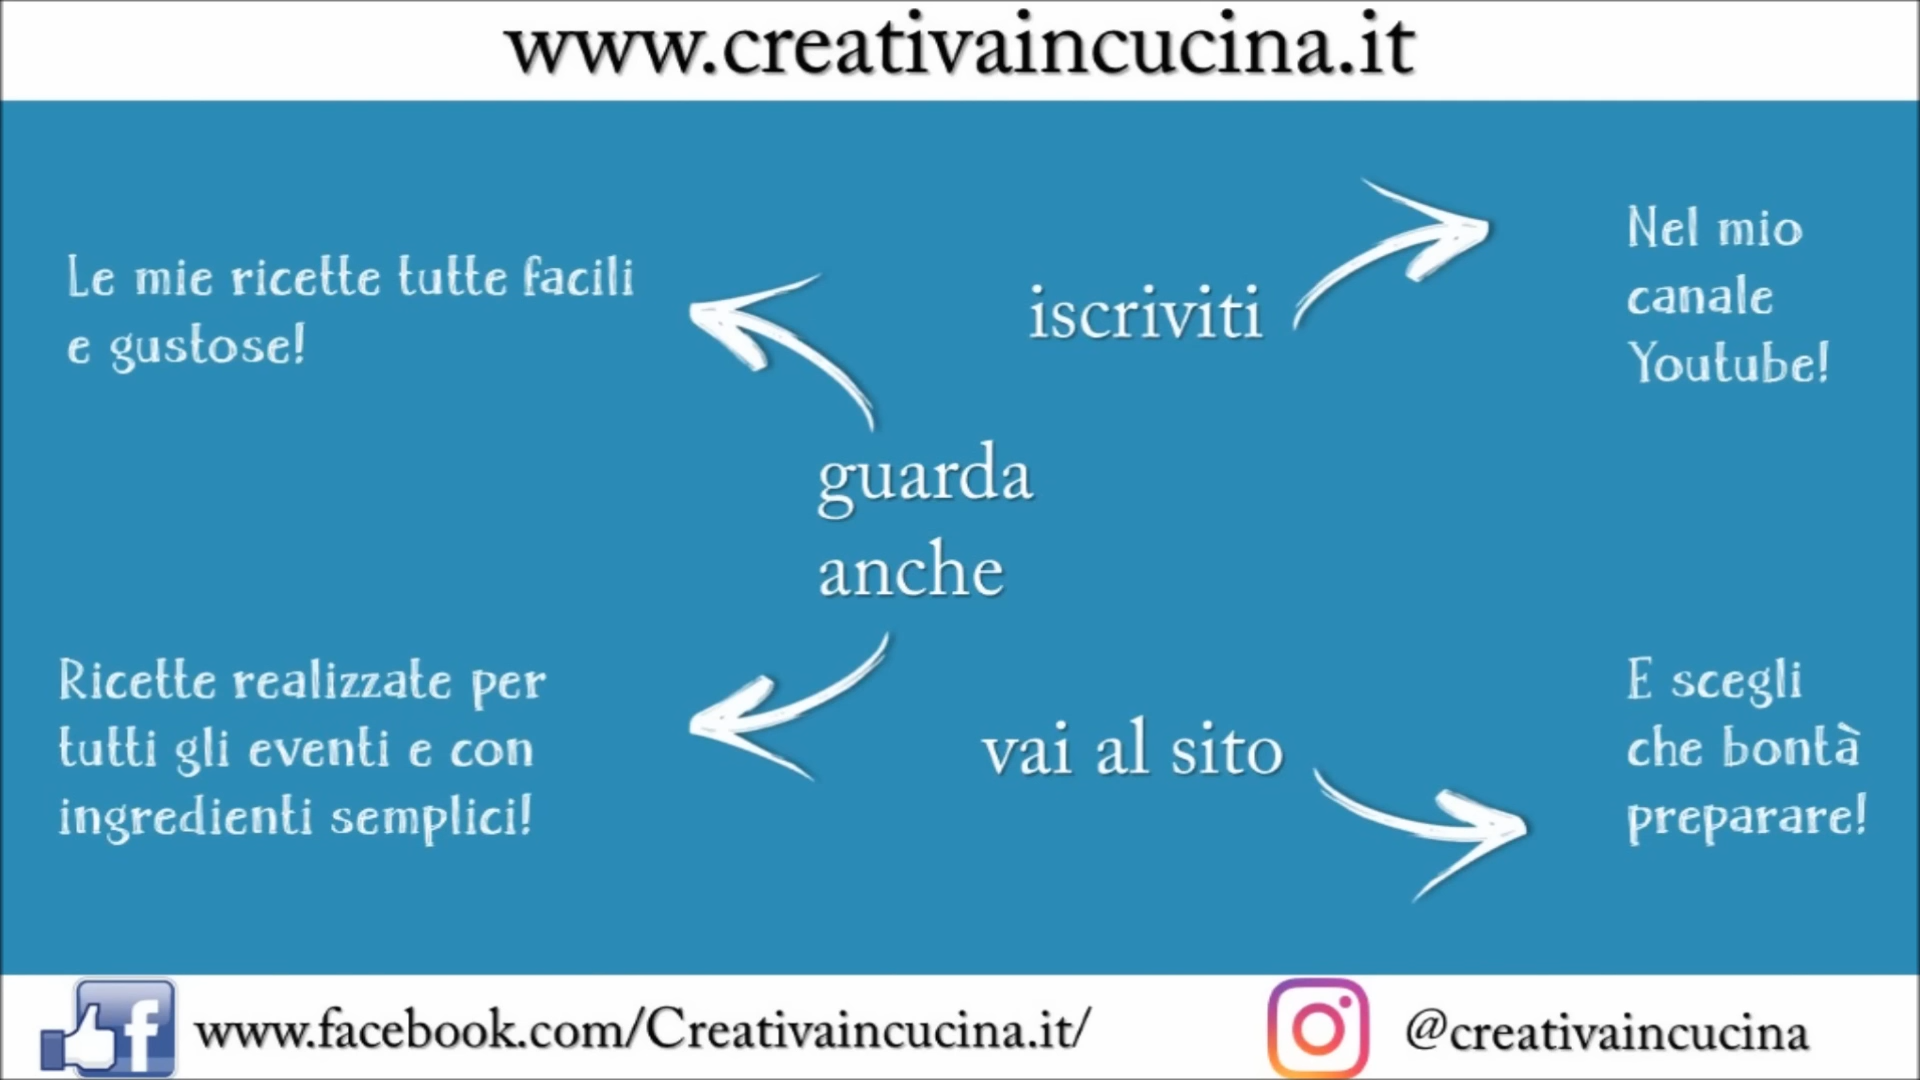 www.creativaincucina.it
Le mie ricette tutte facili
e gustose!
iscriviti
Nel mio
canale
Youtube!
guarda
anche
Ricette realizzate per
tutti gli eventi e con
ingredienti semplici!
vai al sito
E scegli
che bontà
preparare!
f
www.facebook.com/Creativaincucina.it/
@creativaincucina